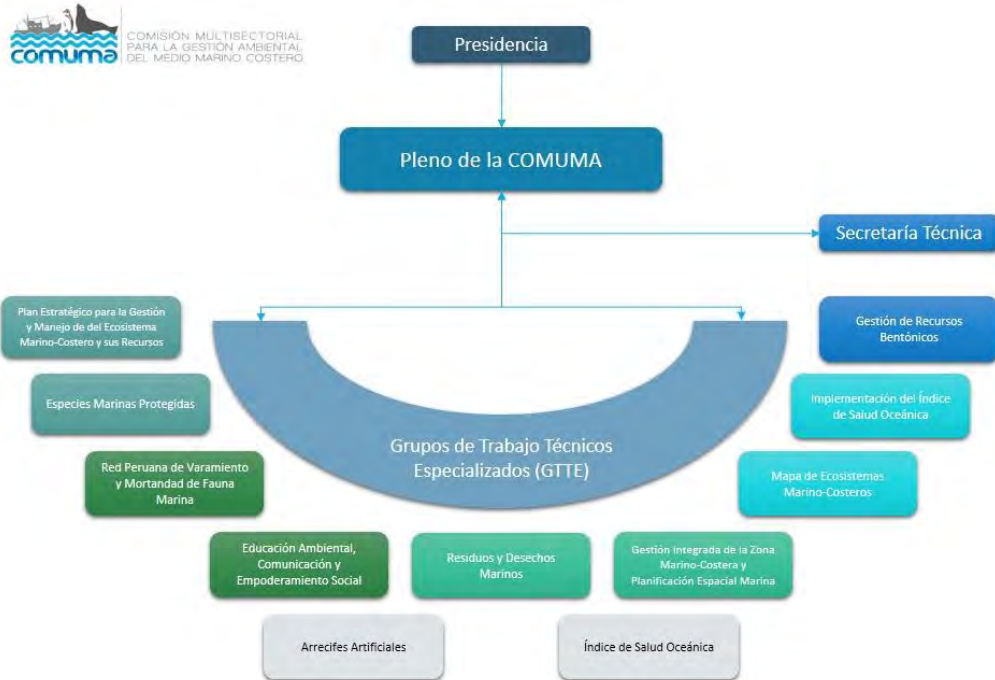 comuma
COMISIÓN MULTISECTORIAL
PARA LA GESTIÓN AMBIENTAL
DEL MEDIO MARINO COSTERO
Presidencia
Pleno de la COMUMA
Secretaría Técnica
Plan Estratégico para la Gestión
y Manejo de del Ecosistema
Marino-Costero y sus Recursos
Gestión de Recursos
Bentónicos
Especies Marinas Protegidas
Implementación del Índice
de Salud Oceánica
Grupos de Trabajo Técnicos
Especializados (GTTE)
Red Peruana de Varamiento
y Mortandad de Fauna
Marina
Mapa de Ecosistemas
Marino-Costeros
Educación Ambiental,
Comunicación y
Empoderamiento Social
Residuos y Desechos
Marinos
Gestión Integrada de la Zona
Marino-Costera y
Planificación Espacial Marina
Arrecifes Artificiales
Índice de Salud Oceánica